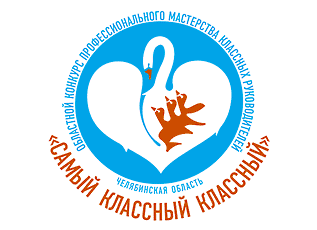 ОБЛАСТНОЙ КОНКУРС ПРОФЕССИОНАЛЬНОГО МАСТЕРСТВА КЛАССНЫХ РУКОВОДИТЕЛЕЙ
ЧЕЛЯБИНСКАЯ ОБЛАСТЬ
«САМЫЙ КЛАССНЫЙ КЛАССНЫЙ»